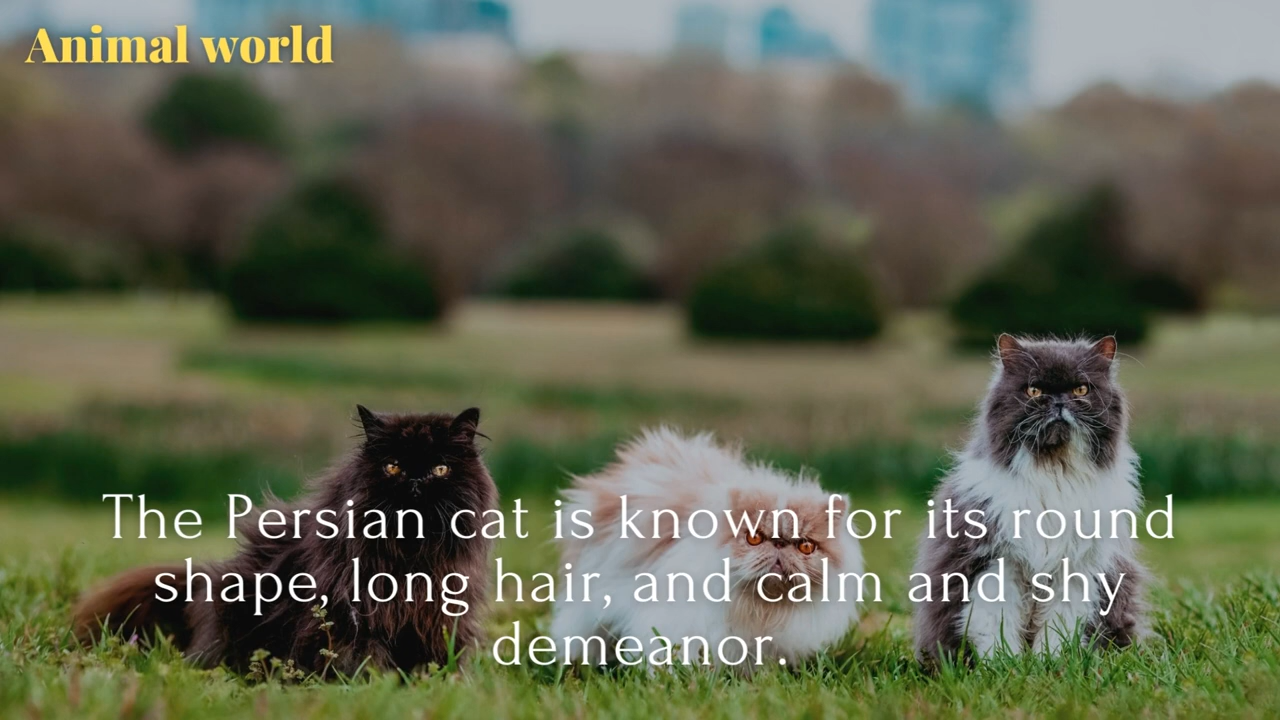 Animal world
The Persian cat is known for its round
shape, long hair, and calm and shy
demeanor.